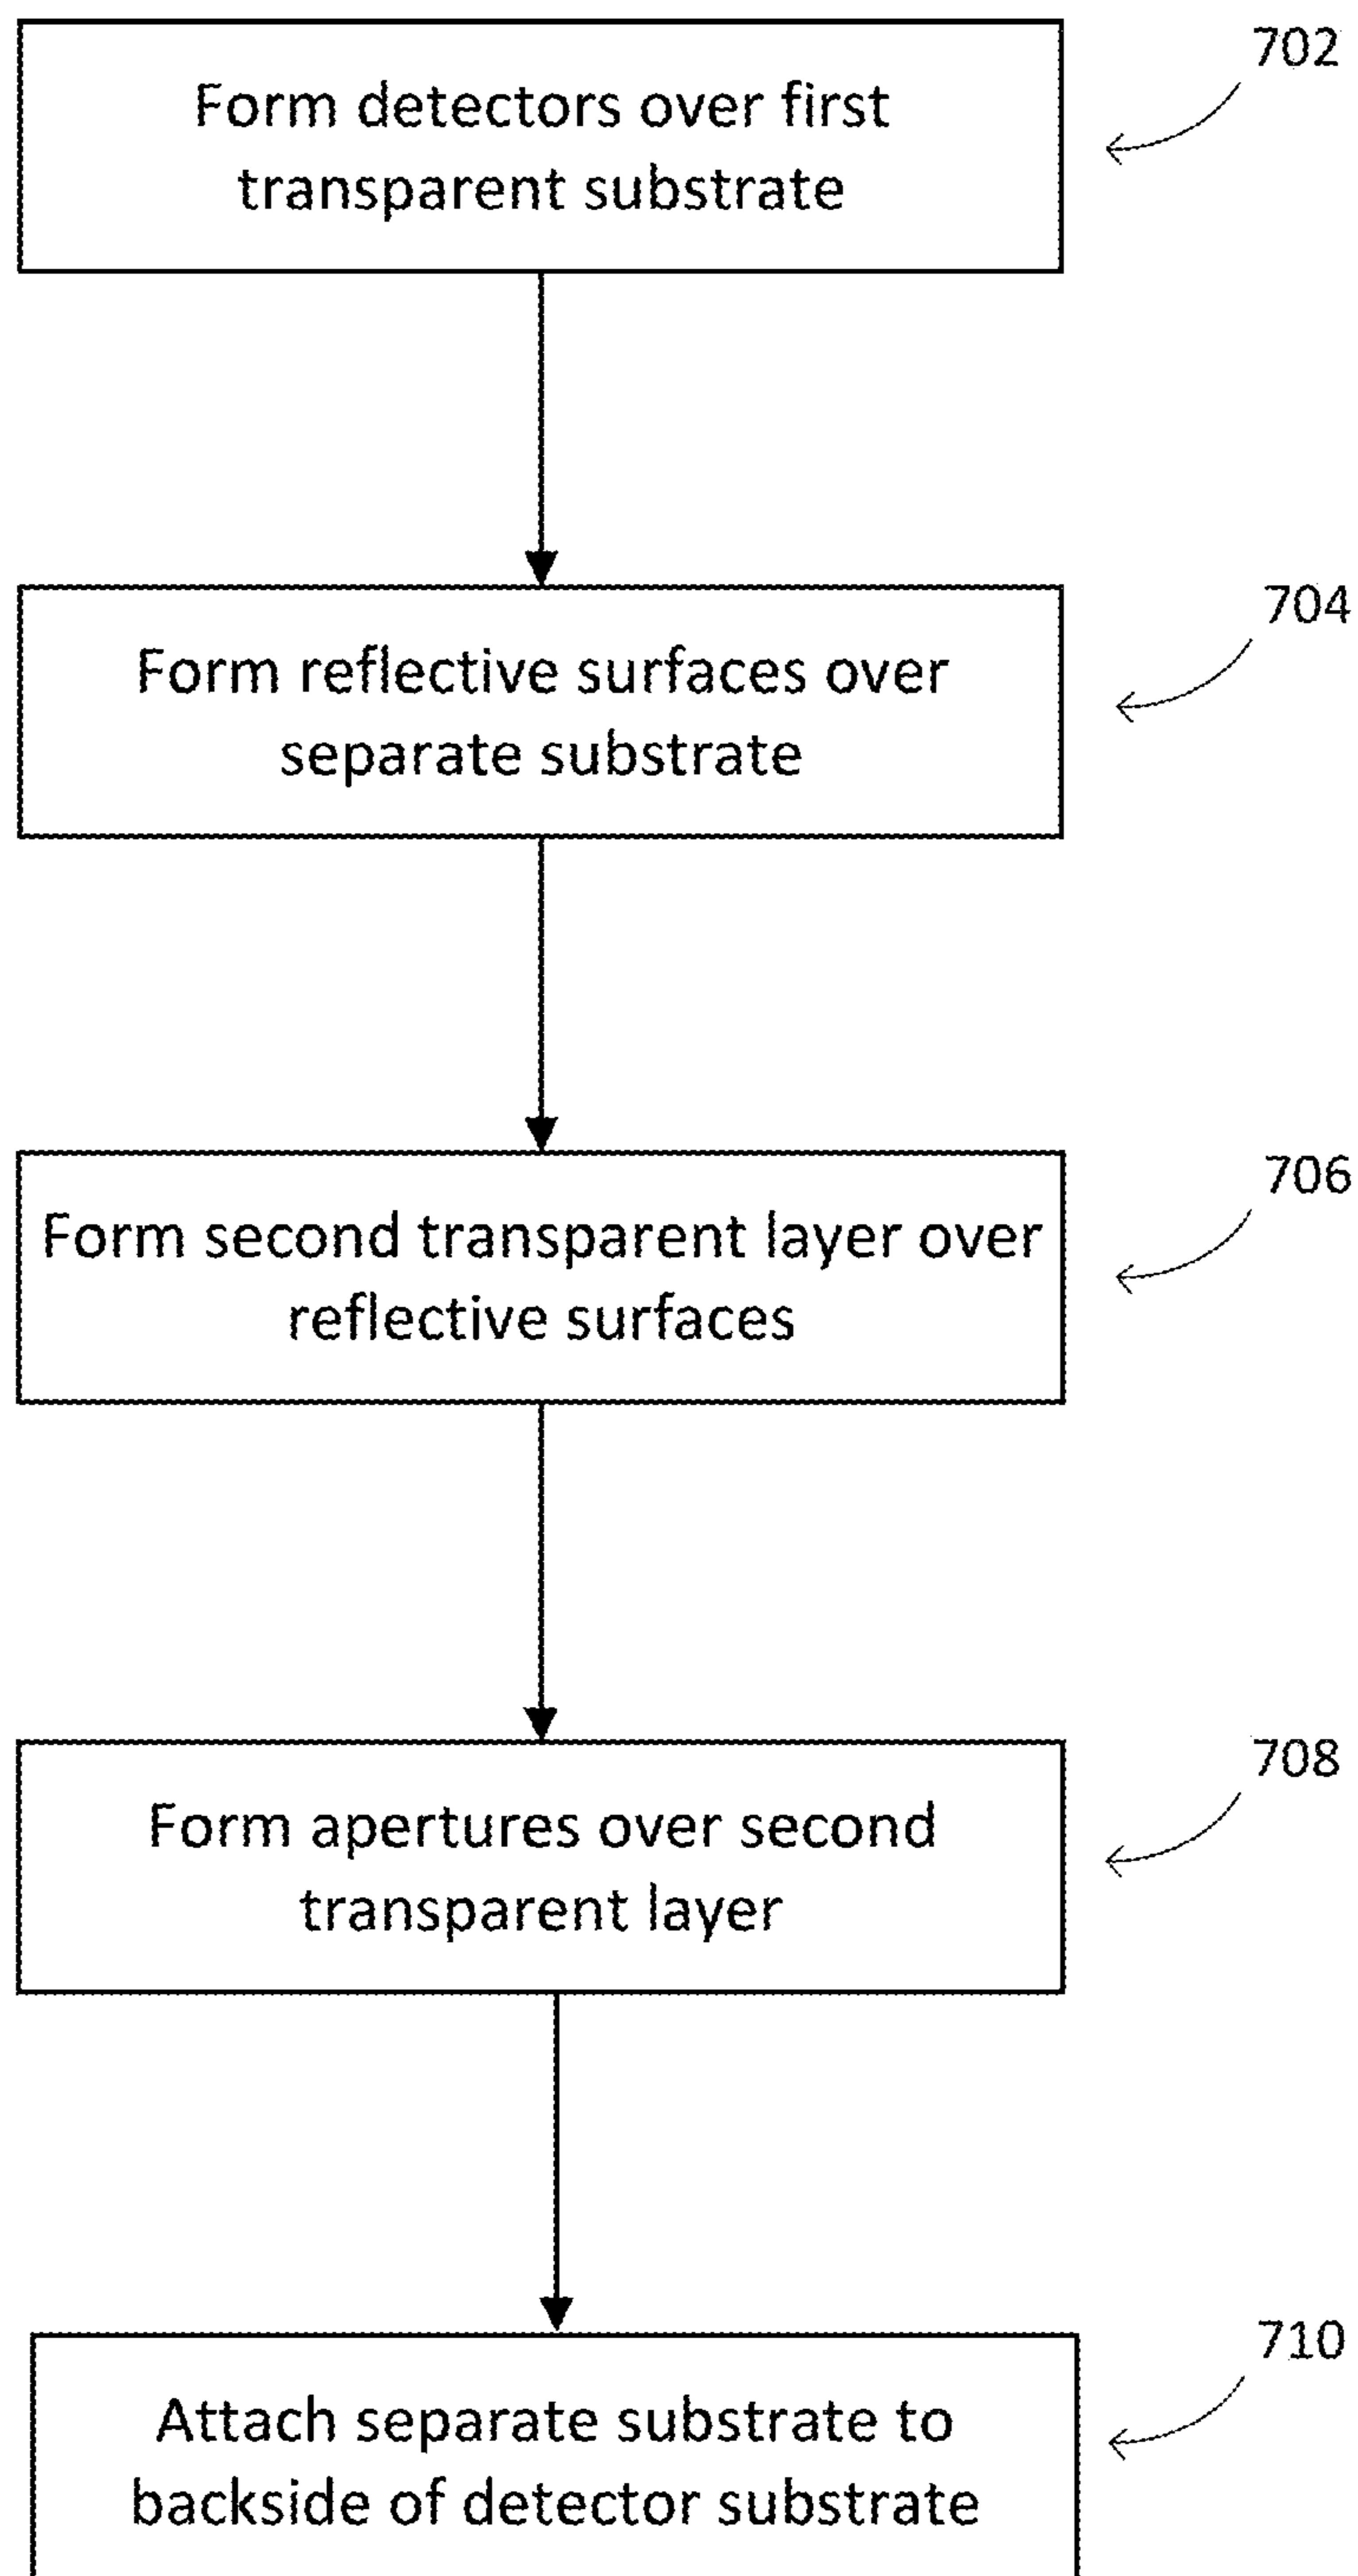 Form detectors over first
transparent substrate
702
Form reflective surfaces over
separate substrate
704
Form second transparent layer over
reflective surfaces
706
Form apertures over second
transparent layer
708
Attach separate substrate to
backside of detector substrate
710